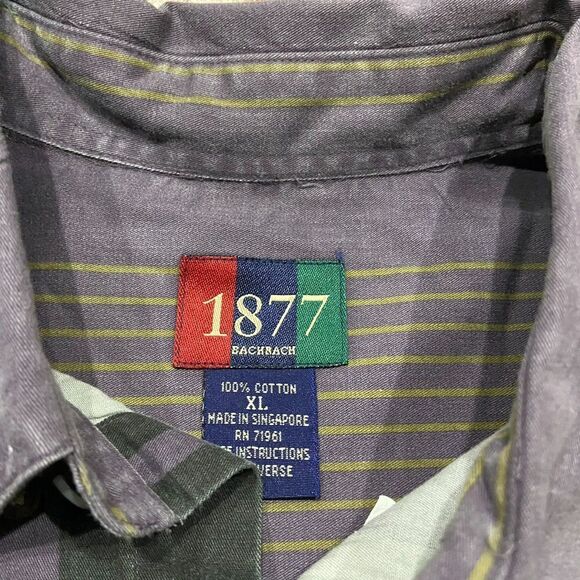 1877
BACHRACH
100% COTTON
XL
MADE IN SINGAPORE
RN 71961
INSTRUCTIONS